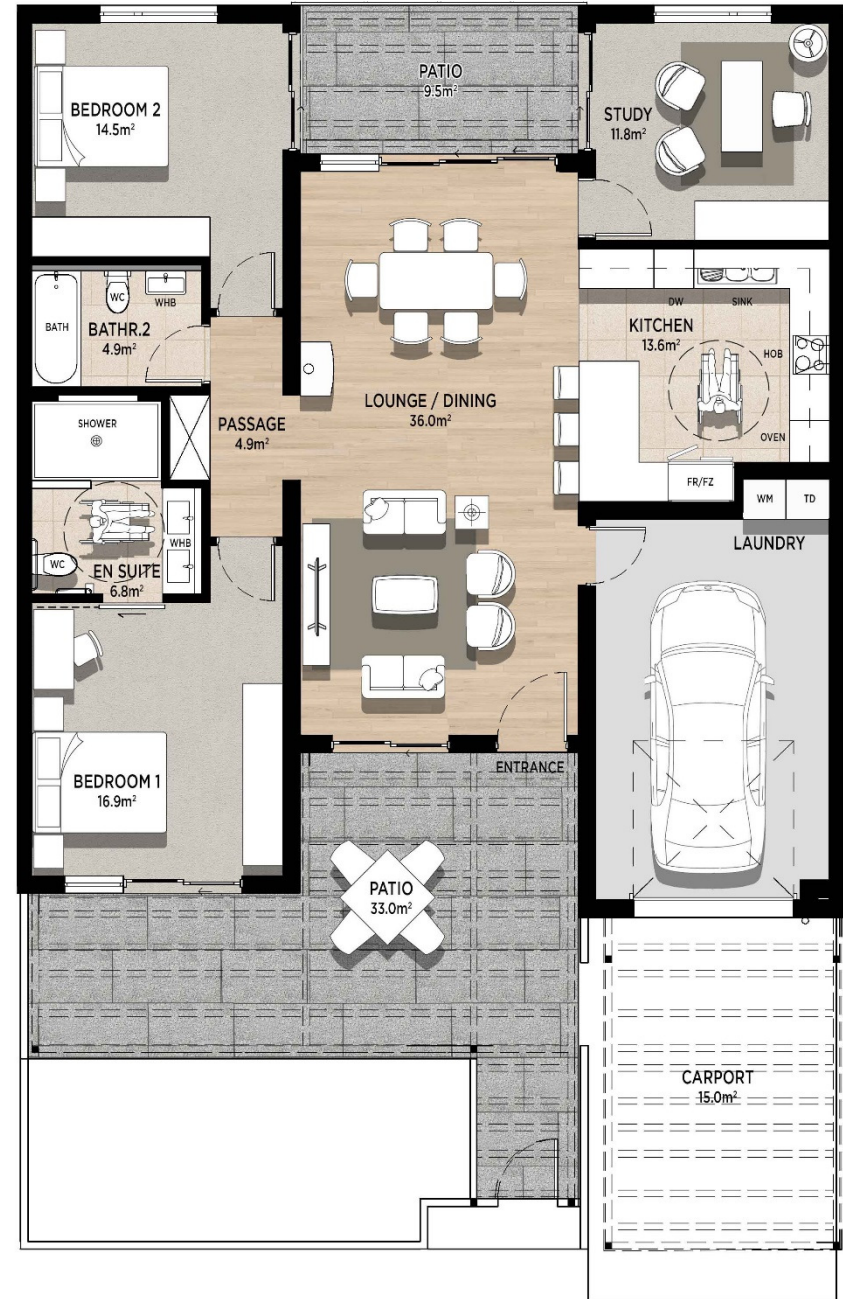 PATIO
9.5m²
BEDROOM 2
14.5m²
STUDY
11.8m²
WC
WHB
BATH
BATHR.2
4.9m²
DW
SINK
KITCHEN
13.6m²
HOB
OVEN
LOUNGE / DINING
36.0m²
PASSAGE
4.9m²
SHOWER
FR/FZ
WM
TD
LAUNDRY
WHB
WC
EN SUITE
6.8m²
ENTRANCE
BEDROOM 1
16.9m²
PATIO
33.0m²
CARPORT
15.0m²